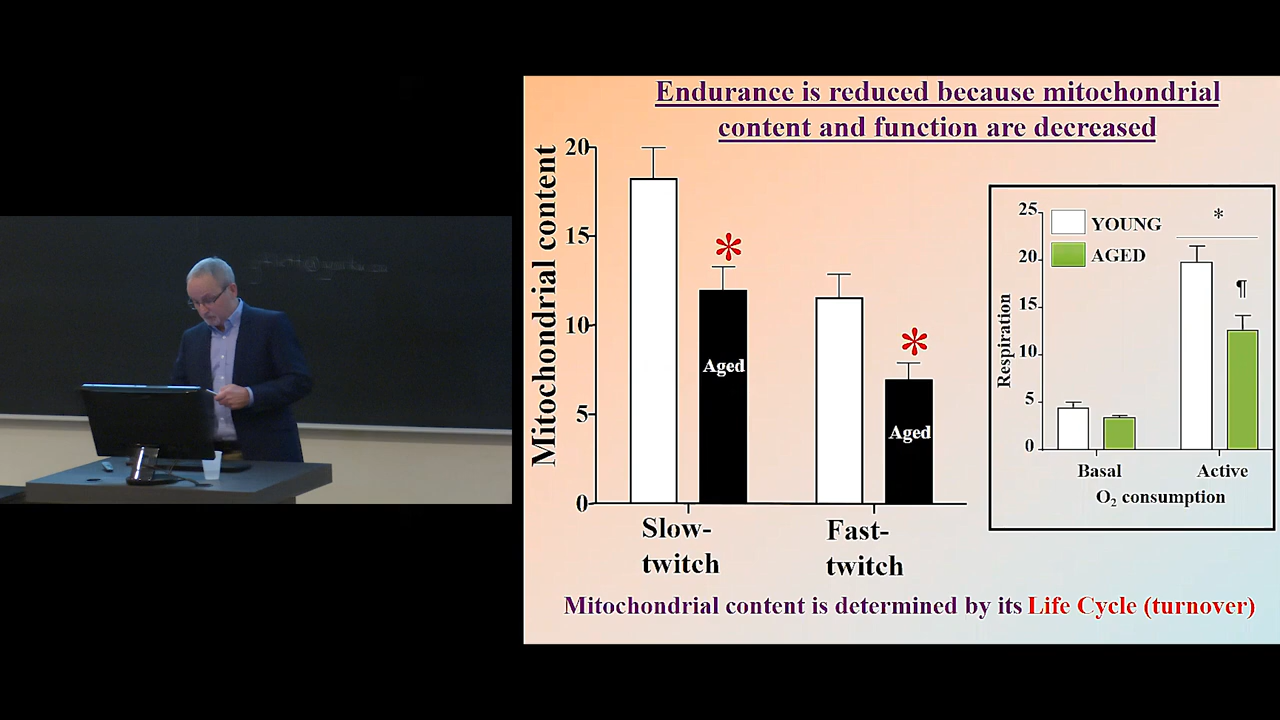 Endurance is reduced because mitochondrial
content and function are decreased
Mitochondrial content
20
15
10
5
0
*
Aged
*
Aged
Slow-
twitch
Fast-
twitch
Respiration
25
20
15
10
5
0
YOUNG
AGED
*
¶
Basal
Active
O₂ consumption
Mitochondrial content is determined by its Life Cycle (turnover)